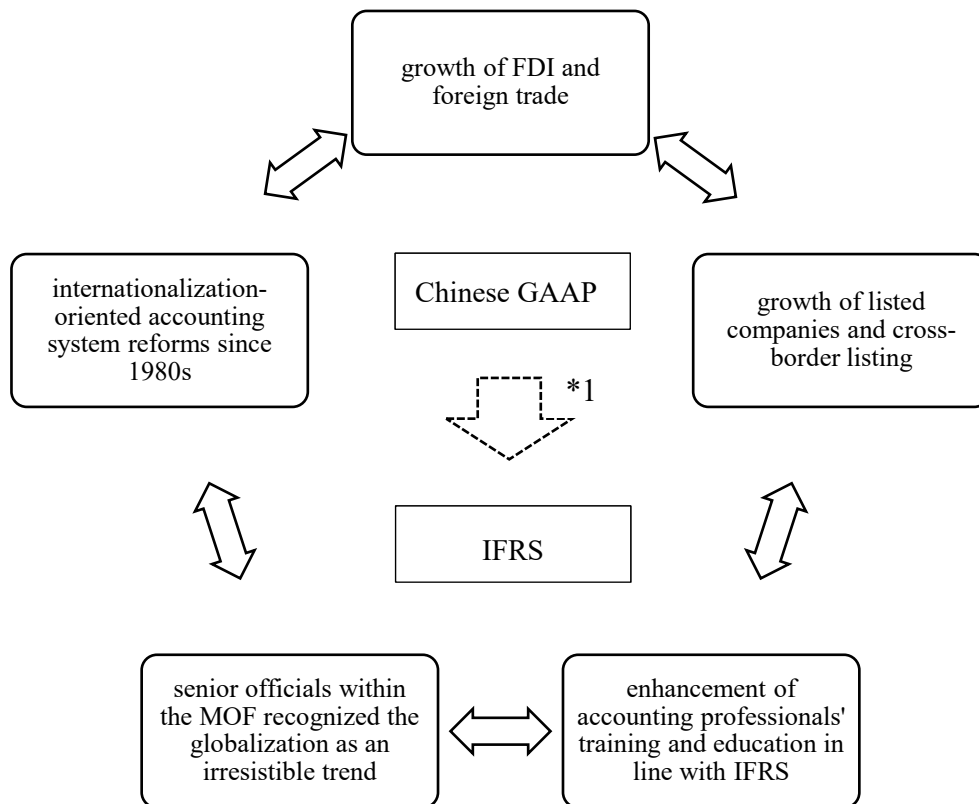 growth of FDI and
foreign trade
internationalization-
oriented accounting
system reforms since
1980s
Chinese GAAP
growth of listed
companies and cross-
border listing
*1
IFRS
senior officials within
the MOF recognized the
globalization as an
irresistible trend
enhancement of
accounting professionals'
training and education in
line with IFRS